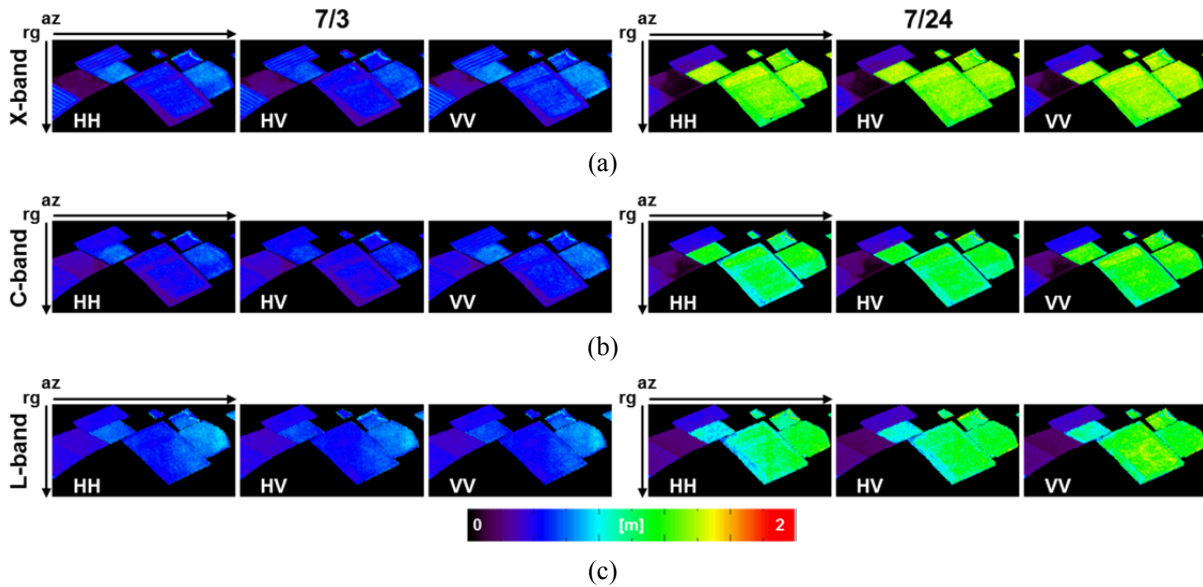 az 7/3 az 7/24
rg rg
X-band
HH HV VV HH HV VV
(a)
az az
rg rg
C-band
HH HV VV HH HV VV
(b)
az az
rg rg
L-band
HH HV VV HH HV VV
0 [m] 2
(c)